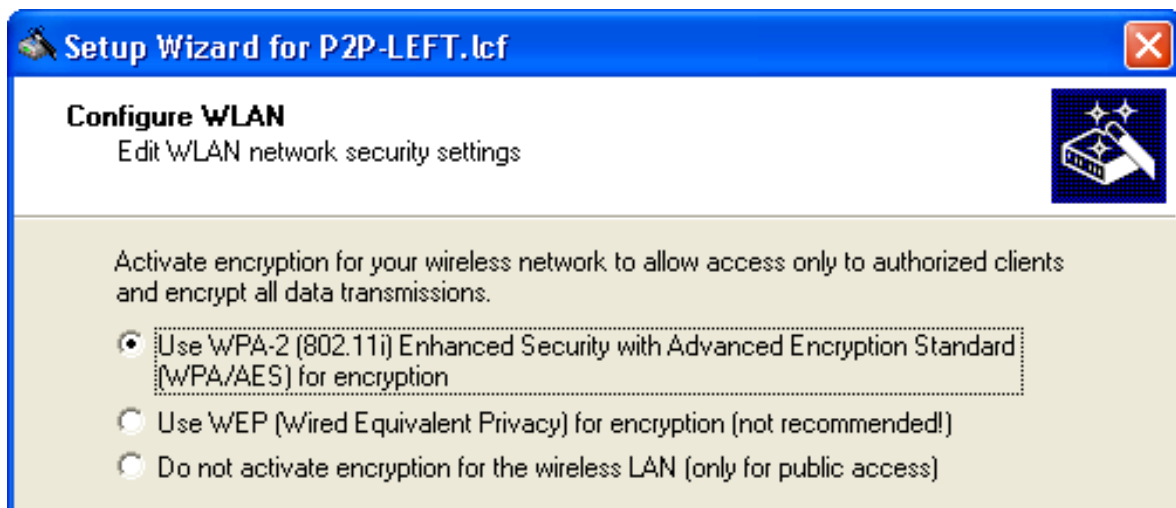 Setup Wizard for P2P-LEFT.lcf
Configure WLAN
Edit WLAN network security settings
Activate encryption for your wireless network to allow access only to authorized clients
and encrypt all data transmissions.
Use WPA-2 (802.11i) Enhanced Security with Advanced Encryption Standard
(WPA/AES) for encryption
Use WEP (Wired Equivalent Privacy) for encryption (not recommended!)
Do not activate encryption for the wireless LAN (only for public access)